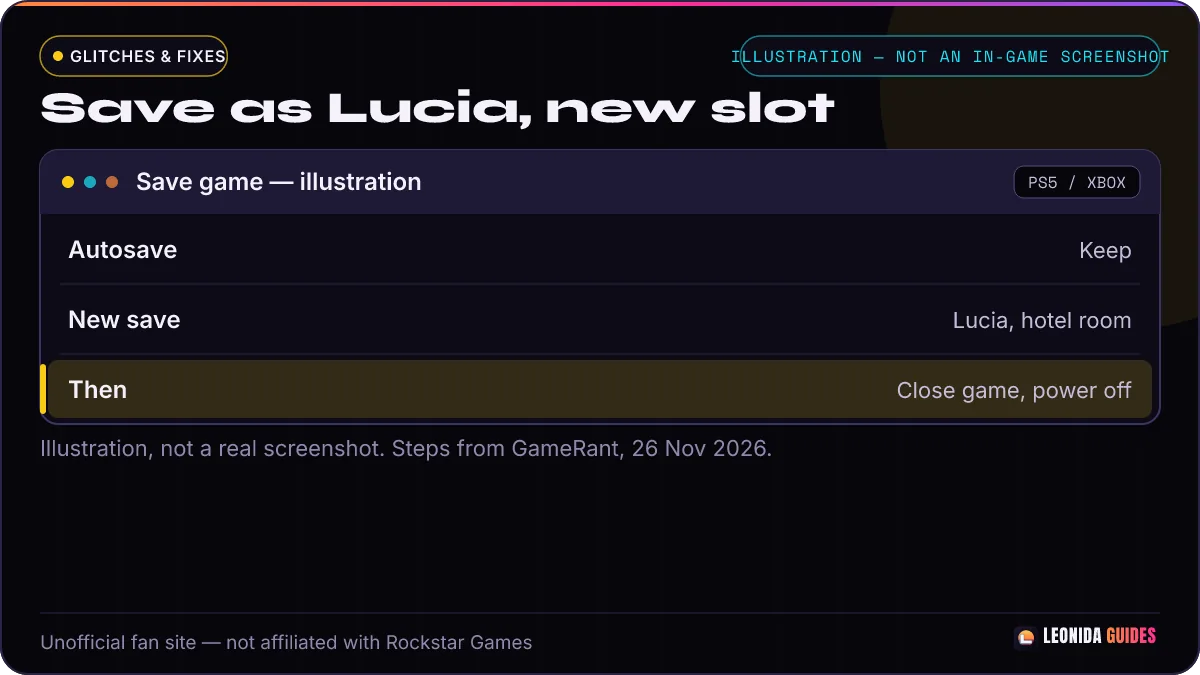 GLITCHES & FIXES
ILLUSTRATION — NOT AN IN-GAME SCREENSHOT
Save as Lucia, new slot
Save game — illustration
PS5 / XBOX
Autosave
Keep
New save
Lucia, hotel room
Then
Close game, power off
Illustration, not a real screenshot. Steps from GameRant, 26 Nov 2026.
Unofficial fan site — not affiliated with Rockstar Games
LEONIDA GUIDES